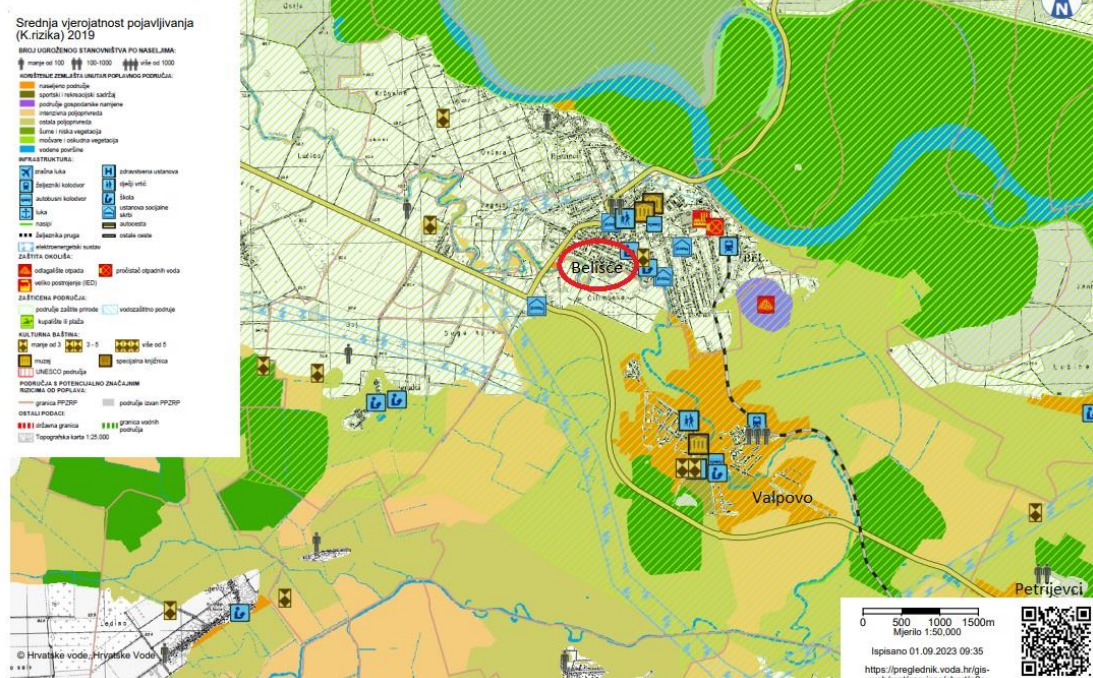 Srednja vjerojatnost pojavljivanja
(K.rizika) 2019
BROJ UGROŽENOG STANOVNIŠTVA PO NASELJIMA:
manje od 100
100-1000
više od 1000
KORIŠTENJE ZEMLJIŠTA UNUTAR POPLAVNOG PODRUČJA:
naseljeno područje
sportski i rekreacijski sadržaj
područje gospodarske namjene
intenzivna poljoprivreda
ostala poljoprivreda
šume i niska vegetacija
močvare i oskudna vegetacija
vodene površine
INFRASTRUKTURA:
zračna luka
željeznički kolodvor
autobusni kolodvor
luka
nasipi
željeznička pruga
elektroenergetski sustav
H
zdravstvena ustanova
dječji vrtić
škola
ustanova socijalne
skrbi
autocesta
ostale ceste
ZAŠTITA OKOLIŠA:
odlagalište otpada
veliko postrojenje (IED)
pročistač otpadnih voda
ZAŠTIĆENA PODRUČJA:
područje zaštite prirode
kupalište ili plaža
vodozaštitno područje
KULTURNA BAŠTINA:
manje od 3
3 - 5
više od 5
muzej
specijalna knjižnica
UNESCO područja
PODRUČJA S POTENCIJALNO ZNAČAJNIM
RIZICIMA OD POPLAVA:
granica PPZRP
područje izvan PPZRP
OSTALI PODACI:
državna granica
granica vodnih
područja
Topografska karta 1:25.000
N
Belišće
BEL
Valpovo
Petrijevci
Ledino
© Hrvatske vode, Hrvatske Vode
0 500 1000 1500m
Mjerilo 1:50,000
Ispisano 01.09.2023 09:35
https://preglednik.voda.hr/gis-